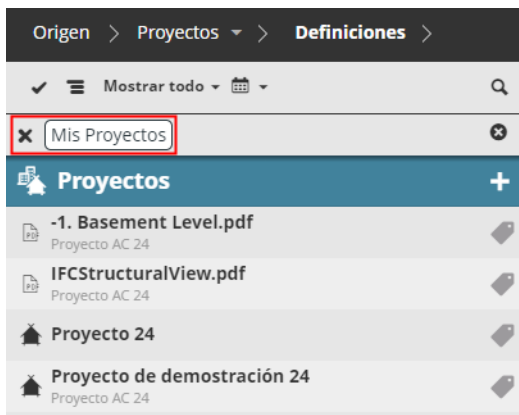 Origen > Proyectos > Definiciones >
Mostrar todo
Mis Proyectos
Proyectos
-1. Basement Level.pdf
Proyecto AC 24
IFCStructuralView.pdf
Proyecto AC 24
Proyecto 24
Proyecto de demostración 24
Proyecto AC 24